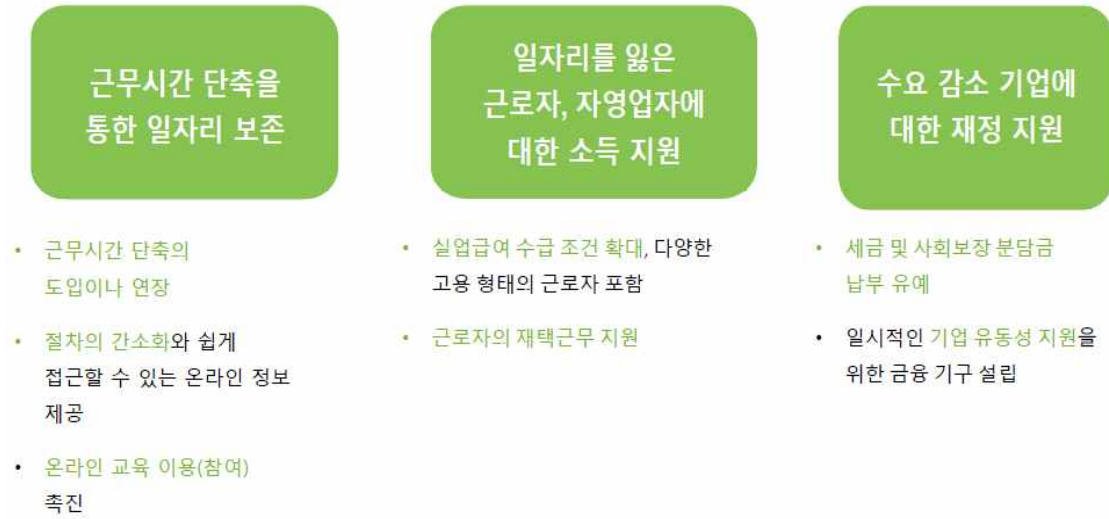 근무시간 단축을
통한 일자리 보존
• 근무시간 단축의
도입이나 연장
• 절차의 간소화와 쉽게
접근할 수 있는 온라인 정보
제공
• 온라인 교육 이용(참여)
촉진
일자리를 잃은
근로자, 자영업자에
대한 소득 지원
• 실업급여 수급 조건 확대, 다양한
고용 형태의 근로자 포함
• 근로자의 재택근무 지원
수요 감소 기업에
대한 재정 지원
• 세금 및 사회보장 분담금
납부 유예
• 일시적인 기업 유동성 지원을
위한 금융 기구 설립